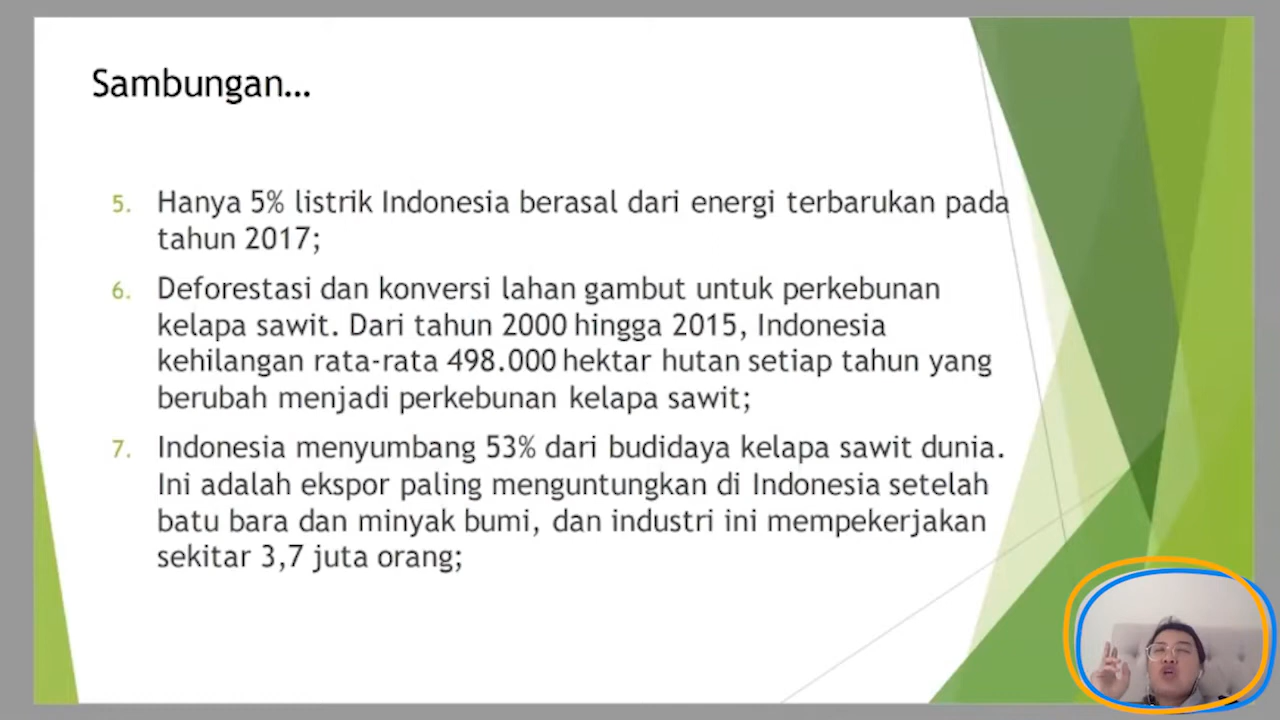 Sambungan...
5. Hanya 5% listrik Indonesia berasal dari energi terbarukan pada
tahun 2017;
6. Deforestasi dan konversi lahan gambut untuk perkebunan
kelapa sawit. Dari tahun 2000 hingga 2015, Indonesia
kehilangan rata-rata 498.000 hektar hutan setiap tahun yang
berubah menjadi perkebunan kelapa sawit;
7. Indonesia menyumbang 53% dari budidaya kelapa sawit dunia.
Ini adalah ekspor paling menguntungkan di Indonesia setelah
batu bara dan minyak bumi, dan industri ini mempekerjakan
sekitar 3,7 juta orang;